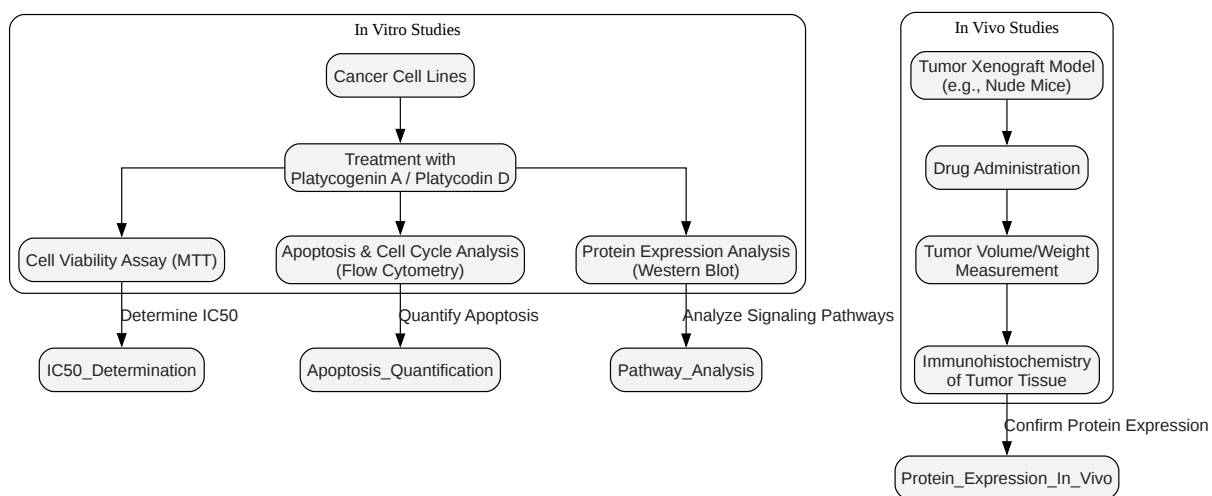 In Vitro Studies
Cancer Cell Lines
Treatment with
Platycogenin A / Platycodin D
Cell Viability Assay (MTT)
Apoptosis & Cell Cycle Analysis
(Flow Cytometry)
Protein Expression Analysis
(Western Blot)
Determine IC50
Quantify Apoptosis
Analyze Signaling Pathways
IC50_Determination
Apoptosis_Quantification
Pathway_Analysis
In Vivo Studies
Tumor Xenograft Model
(e.g., Nude Mice)
Drug Administration
Tumor Volume/Weight
Measurement
Immunohistochemistry
of Tumor Tissue
Confirm Protein Expression
Protein_Expression_In_Vivo